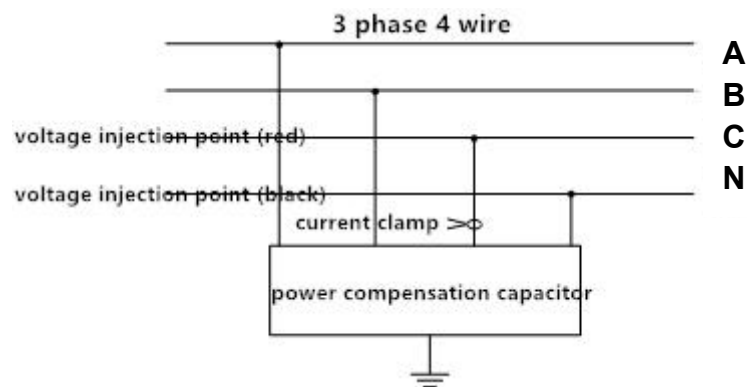 3 phase 4 wire
A
B
voltage injection point (red)
C
voltage injection point (black)
N
current clamp
power compensation capacitor